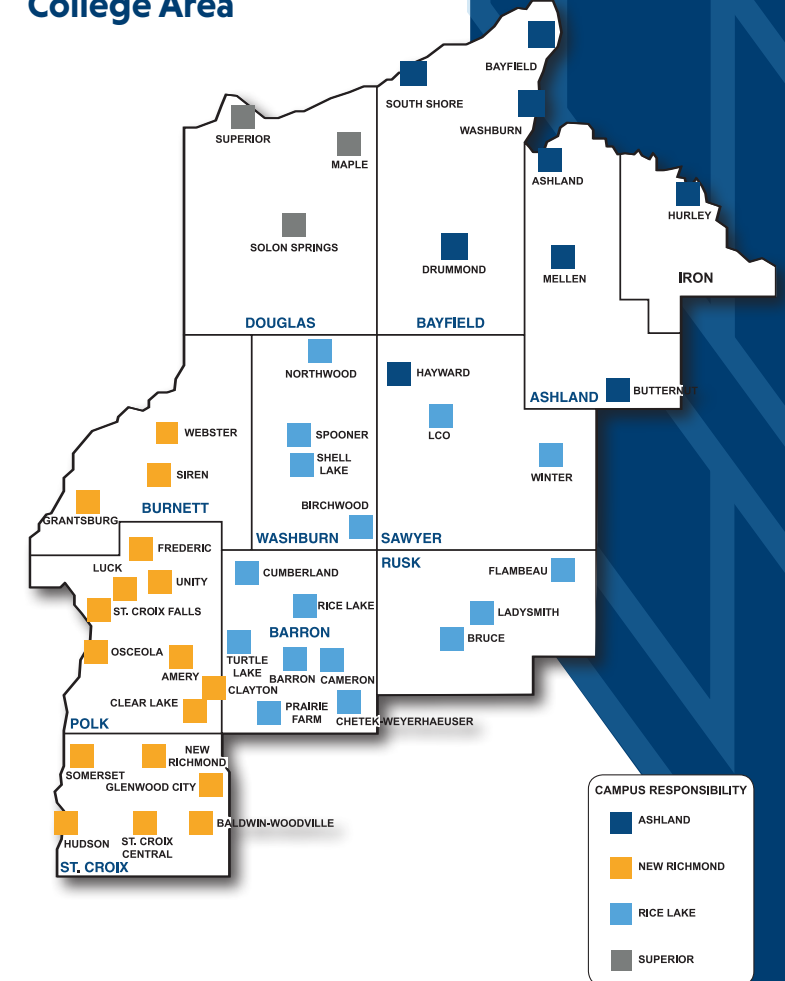 College Area
BAYFIELD
SOUTH SHORE
WASHBURN
SUPERIOR
MAPLE
ASHLAND
HURLEY
SOLON SPRINGS
DRUMMOND
MELLEN
IRON
DOUGLAS
BAYFIELD
NORTHWOOD
HAYWARD
ASHLAND
BUTTERNUT
WEBSTER
SPOONER
LCO
SHELL
LAKE
SIREN
WINTER
BIRCHWOOD
GRANTSBURG
BURNETT
WASHBURN
SAWYER
FREDERIC
RUSK
LUCK
UNITY
CUMBERLAND
FLAMBEAU
ST. CROIX FALLS
RICE LAKE
LADYSMITH
BARRON
BRUCE
OSCEOLA
AMERY
TURTLE
LAKE
BARRON
CAMERON
CLAYTON
CLEAR LAKE
PRAIRIE
FARM
CHETEK-WEYERHAEUSER
POLK
NEW
RICHMOND
SOMERSET
GLENWOOD CITY
BALDWIN-WOODVILLE
HUDSON
ST. CROIX
CENTRAL
ST. CROIX
CAMPUS RESPONSIBILITY
ASHLAND
NEW RICHMOND
RICE LAKE
SUPERIOR